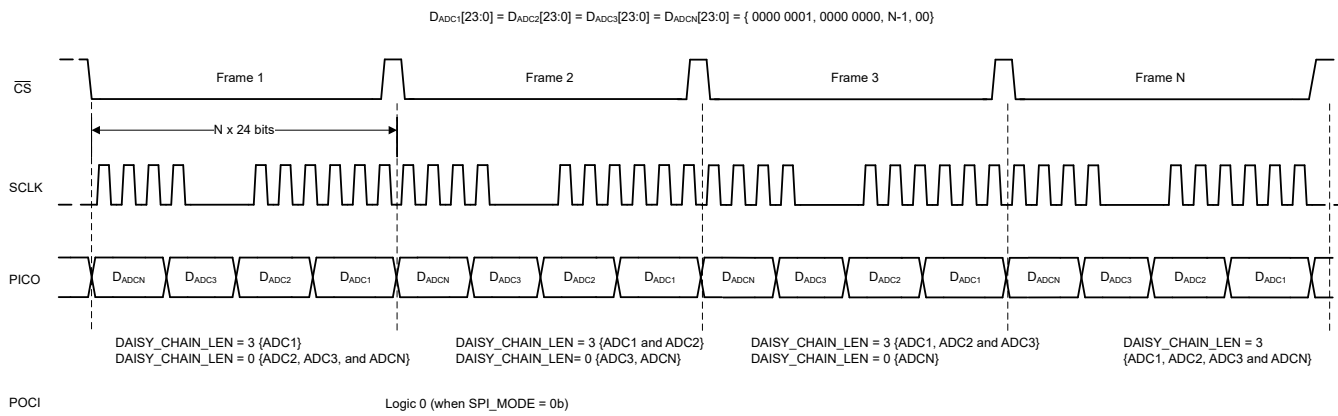 DADC1[23:0] = DADC2[23:0] = DADC3[23:0] = DADCN[23:0] = { 0000 0001, 0000 0000, N-1, 00}
CS
Frame 1
Frame 2
Frame 3
Frame N
N x 24 bits
SCLK
PICO
DADCN
DADC3
DADC2
DADC1
DADCN
DADC3
DADC2
DADC1
DADCN
DADC3
DADC2
DADC1
DADCN
DADC3
DADC2
DADC1
DAISY_CHAIN_LEN = 3 {ADC1}
DAISY_CHAIN_LEN = 0 {ADC2, ADC3, and ADCN}
DAISY_CHAIN_LEN = 3 {ADC1 and ADC2}
DAISY_CHAIN_LEN= 0 {ADC3, ADCN}
DAISY_CHAIN_LEN = 3 {ADC1, ADC2 and ADC3}
DAISY_CHAIN_LEN = 0 {ADCN}
DAISY_CHAIN_LEN = 3
{ADC1, ADC2, ADC3 and ADCN}
POCI
Logic 0 (when SPI_MODE = 0b)